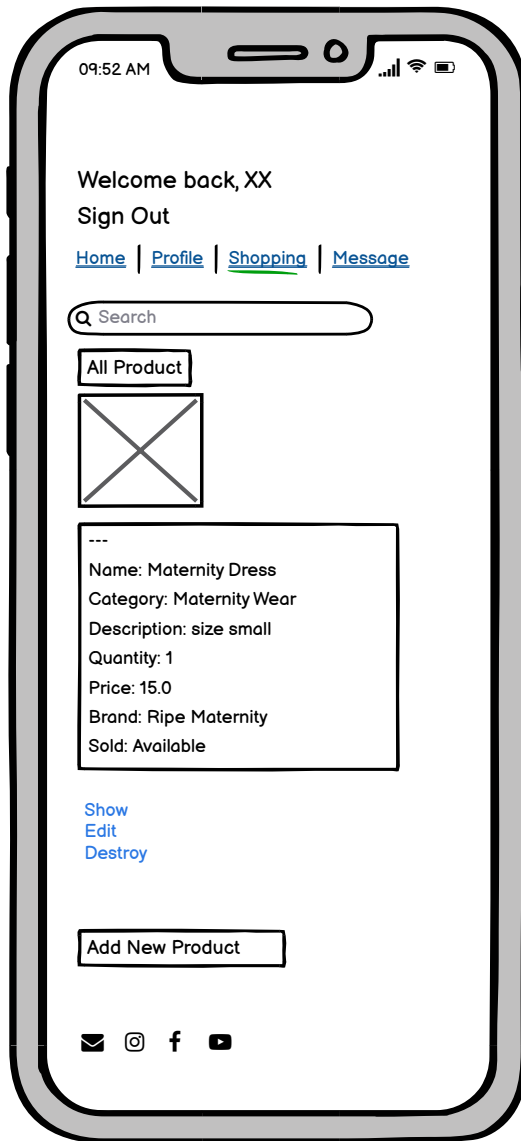 09:52 AM
Welcome back, XX
Sign Out
Home | Profile | Shopping | Message
Search
All Product
---
Name: Maternity Dress
Category: Maternity Wear
Description: size small
Quantity: 1
Price: 15.0
Brand: Ripe Maternity
Sold: Available
Show
Edit
Destroy
Add New Product